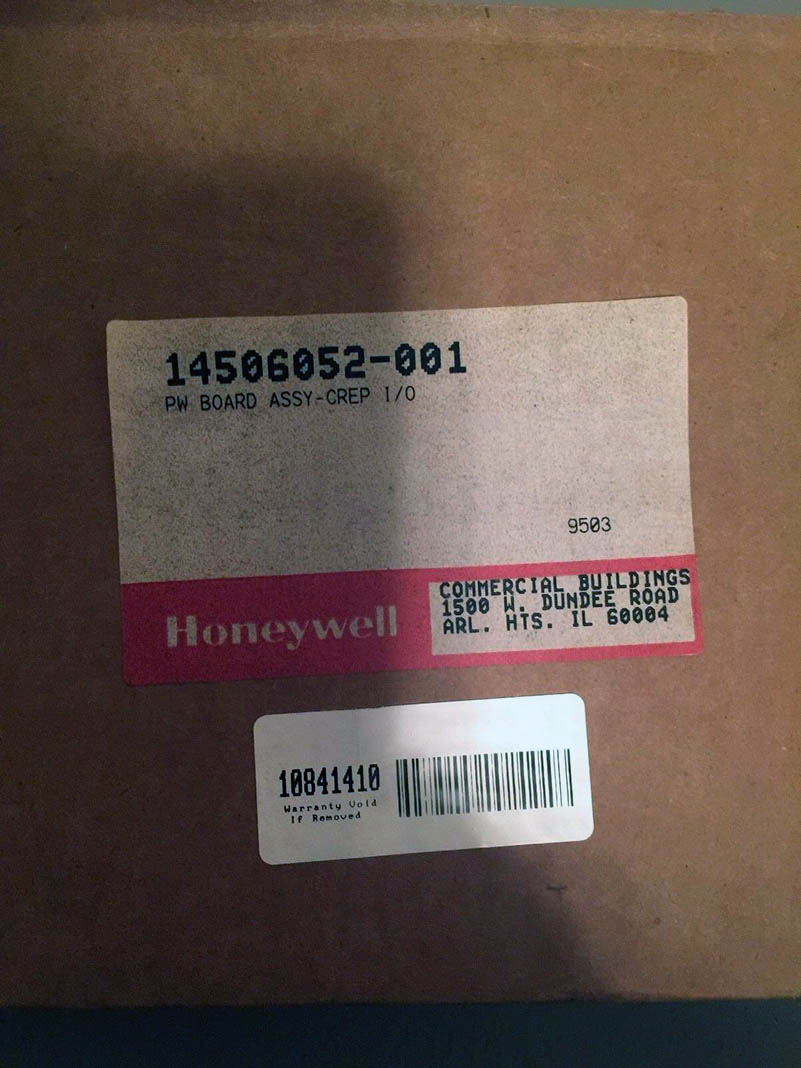 14506052-001
PW BOARD ASSY-CREP I/O
9503
Honeywell
COMMERCIAL BUILDINGS
1500 W. DUNDEE ROAD
ARL. HTS. IL 60004
10841410
Warranty Void
If Removed